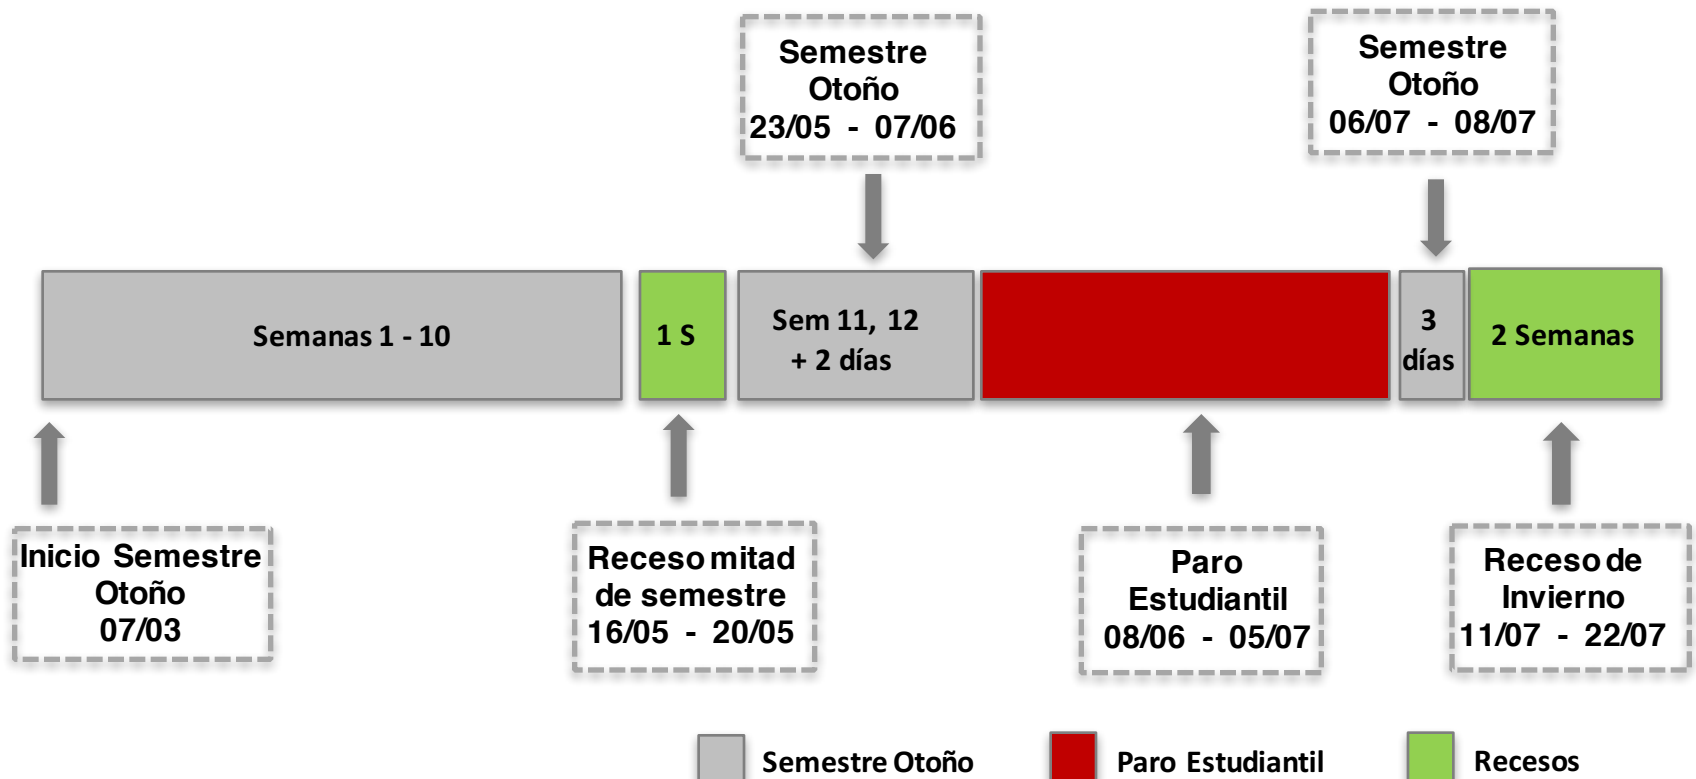 Semestre
Otoño
23/05 - 07/06
Semestre
Otoño
06/07 - 08/07
Semanas 1 - 10
1 S
Sem 11, 12
+ 2 días
3
días
2 Semanas
Inicio Semestre
Otoño
07/03
Receso mitad
de semestre
16/05 - 20/05
Paro
Estudiantil
08/06 - 05/07
Receso de
Invierno
11/07 - 22/07
Semestre Otoño
Paro Estudiantil
Recesos